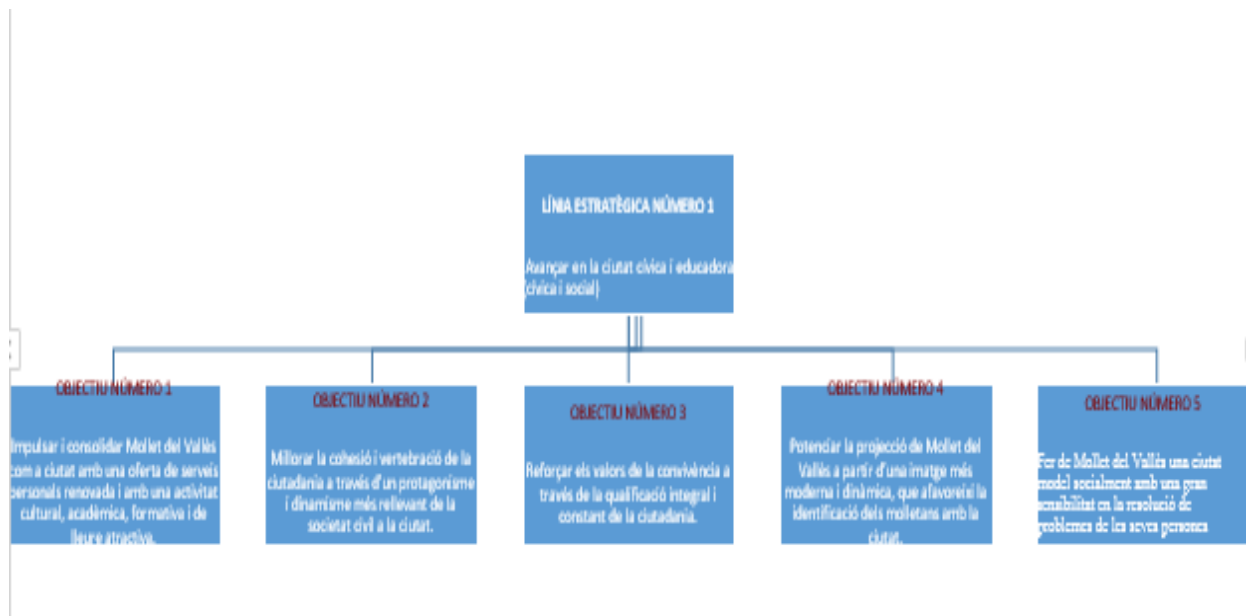 LÍNIA ESTRATÈGICA NÚMERO 1
Avançar en la ciutat cívica i educadora
(cívica i social)
OBJECTIU NÚMERO 1
Impulsar i consolidar Mollet del Vallès
com a ciutat amb una oferta de serveis
personals renovada i amb una activitat
cultural, acadèmica, formativa i de
lleure atractiva.
OBJECTIU NÚMERO 2
Millorar la cohesió i vertebració de la
ciutadania a través d'un protagonisme
i dinamisme més rellevant de la
societat civil a la ciutat.
OBJECTIU NÚMERO 3
Reforçar els valors de la convivència a
través de la qualificació integral i
constant de la ciutadania.
OBJECTIU NÚMERO 4
Potenciar la projecció de Mollet del
Vallès a partir d'una imatge més
moderna i dinàmica, que afavoreixi la
identificació dels molletans amb la
ciutat.
OBJECTIU NÚMERO 5
Fer de Mollet del Vallès una ciutat
model socialment amb una gran
sensibilitat en la resolució de
problemes de les seves persones